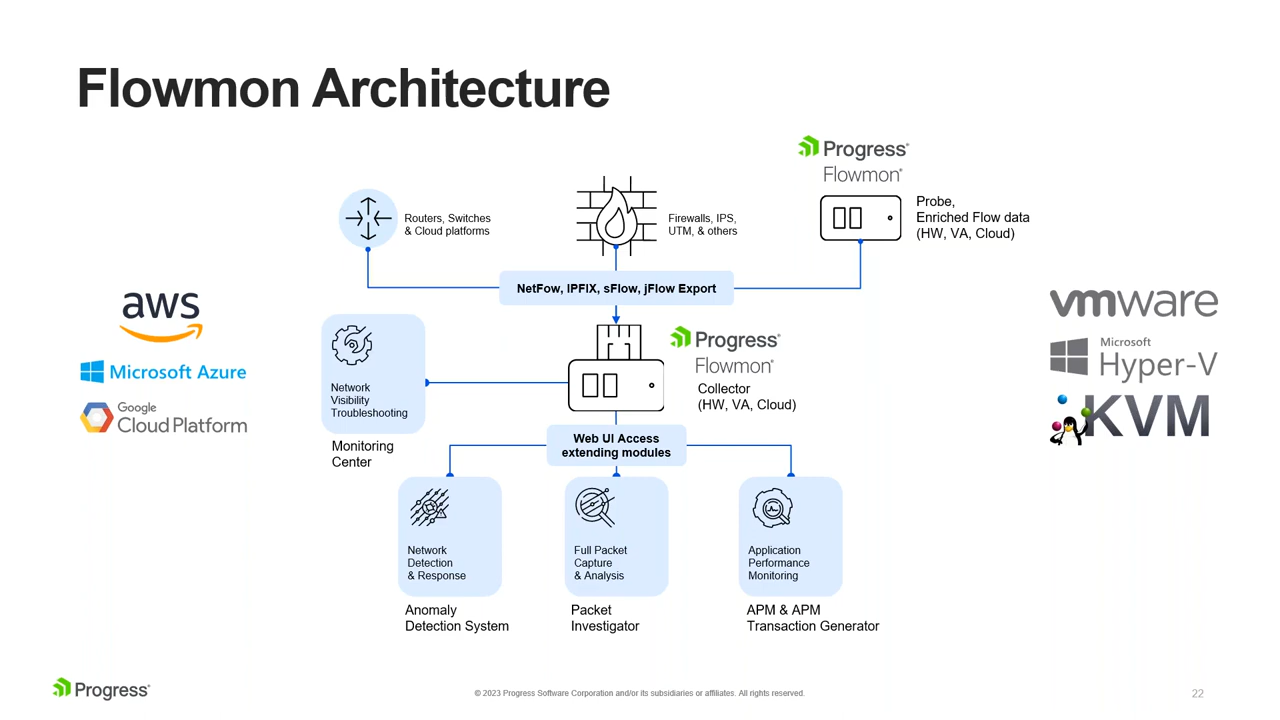 Flowmon Architecture
Progress®
Flowmon®
Probe,
Enriched Flow data
(HW, VA, Cloud)
Routers, Switches
& Cloud platforms
Firewalls, IPS,
UTM, & others
NetFow, IPFIX, sFlow, jFlow Export
aws
Microsoft Azure
Google
Cloud Platform
vmware
Microsoft
Hyper-V
KVM
Network
Visibility
Troubleshooting
Monitoring
Center
Progress®
Flowmon®
Collector
(HW, VA, Cloud)
Web UI Access
extending modules
Network
Detection
& Response
Anomaly
Detection System
Full Packet
Capture
& Analysis
Packet
Investigator
Application
Performance
Monitoring
APM & APM
Transaction Generator
Progress®
© 2023 Progress Software Corporation and/or its subsidiaries or affiliates. All rights reserved.
22